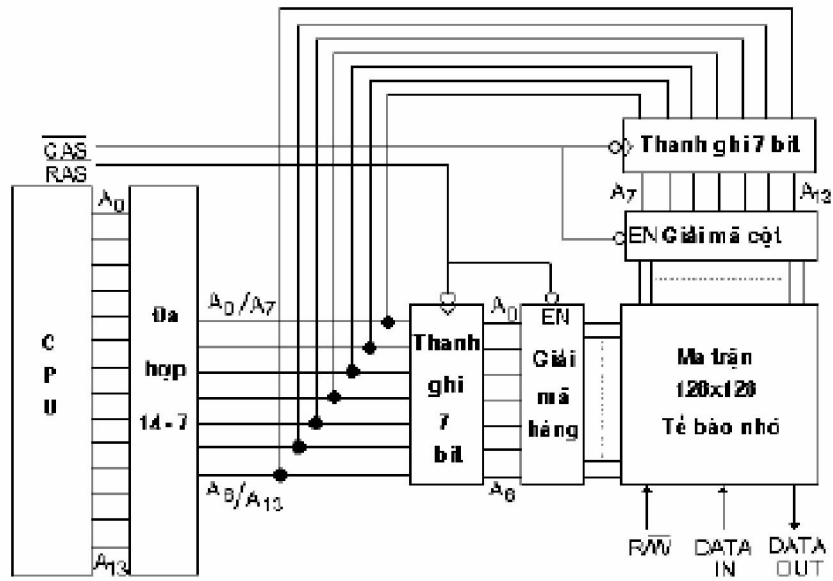 CAS
RAS
Thanh ghi 7 bit
A7
A13
EN Giải mã cột
A0
C
P
U
A13
Đa
hợp
14 - 7
A0/A7
A6/A13
Thanh
ghi
7
bit
A0
A6
EN
Giải
mã
hàng
Ma trận
128x128
Tế bào nhớ
R/W
DATA
IN
DATA
OUT